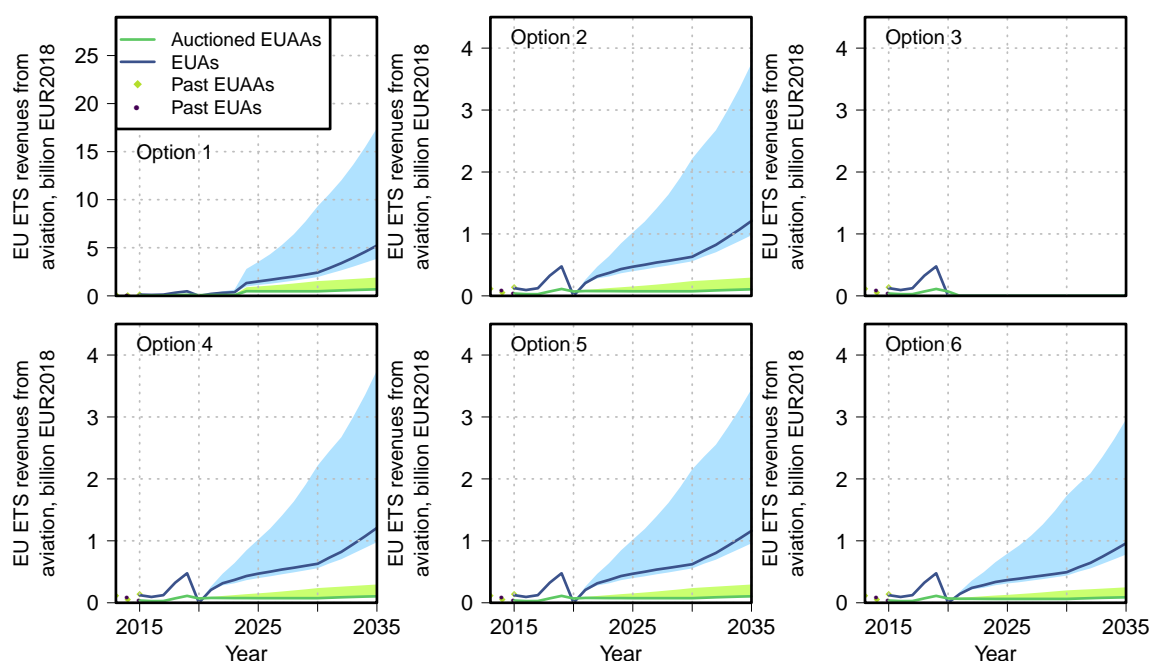 EU ETS revenues from
aviation, billion EUR2018
25
20
15
10
5
0
Auctioned EUAAs
EUAs
Past EUAAs
Past EUAs
Option 1
EU ETS revenues from
aviation, billion EUR2018
4
3
2
1
0
Option 2
EU ETS revenues from
aviation, billion EUR2018
4
3
2
1
0
Option 3
EU ETS revenues from
aviation, billion EUR2018
4
3
2
1
0
Option 4
2015
2025
2035
Year
EU ETS revenues from
aviation, billion EUR2018
4
3
2
1
0
Option 5
2015
2025
2035
Year
EU ETS revenues from
aviation, billion EUR2018
4
3
2
1
0
Option 6
2015
2025
2035
Year